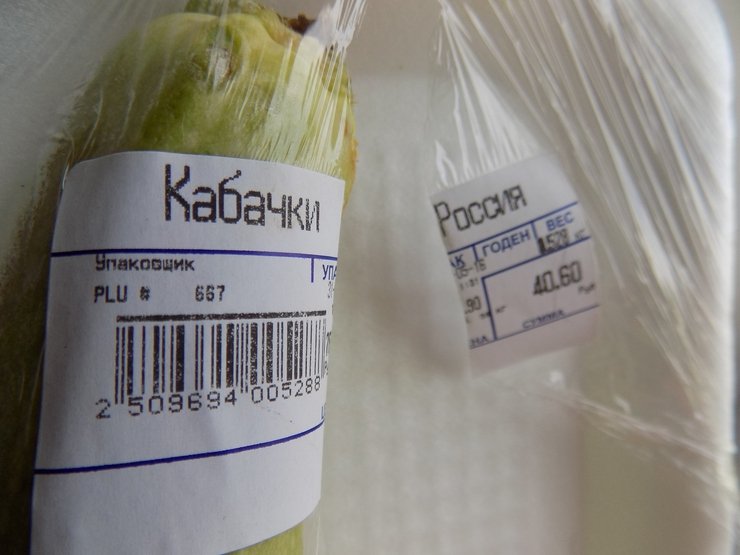 Кабачки
Упаковщик
PLU # 667
2 509694 005288
Россия
ГОДЕН ВЕС
40.60
СУММА